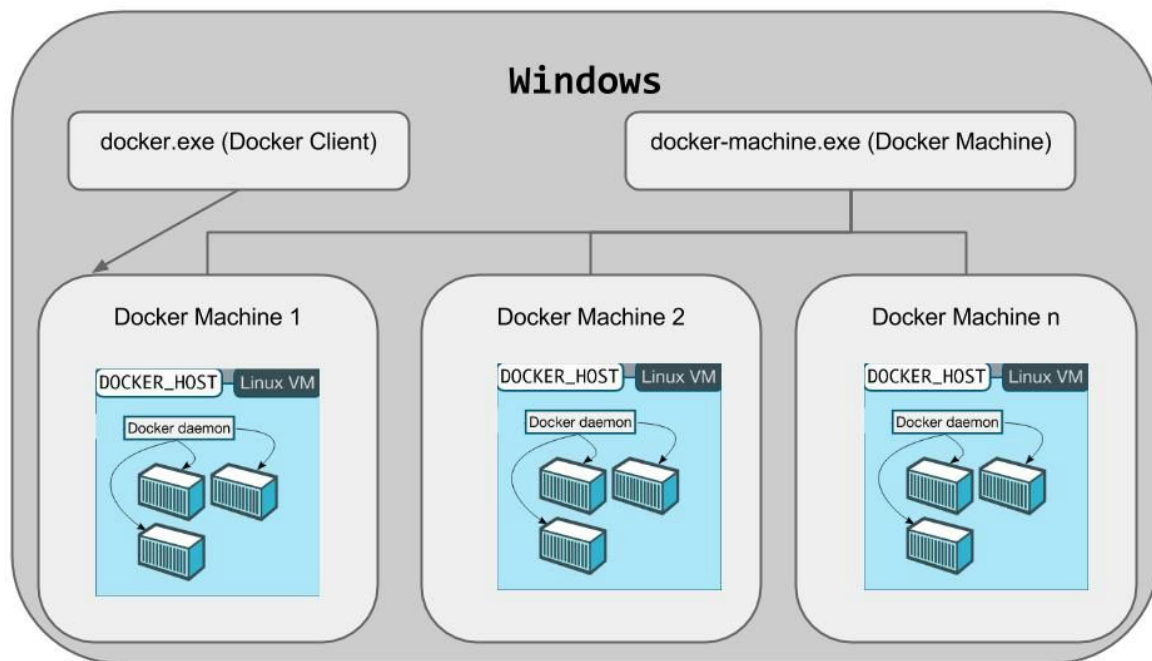 Windows
docker.exe (Docker Client)
docker-machine.exe (Docker Machine)
Docker Machine 1
DOCKER_HOST
Linux VM
Docker daemon
Docker Machine 2
DOCKER_HOST
Linux VM
Docker daemon
Docker Machine n
DOCKER_HOST
Linux VM
Docker daemon